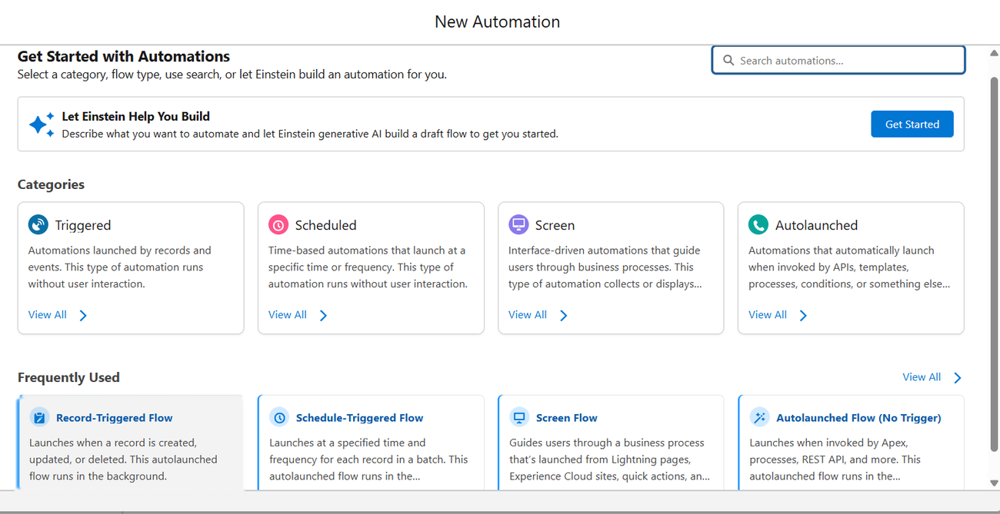 New Automation
Get Started with Automations
Select a category, flow type, use search, or let Einstein build an automation for you.
Search automations...
Let Einstein Help You Build
Describe what you want to automate and let Einstein generative AI build a draft flow to get you started.
Get Started
Categories
Triggered
Automations launched by records and
events. This type of automation runs
without user interaction.
View All
Scheduled
Time-based automations that launch at a
specific time or frequency. This type of
automation runs without user interaction.
View All
Screen
Interface-driven automations that guide
users through business processes. This
type of automation collects or displays...
View All
Autolaunched
Automations that automatically launch
when invoked by APIs, templates,
processes, conditions, or something else...
View All
Frequently Used
View All
Record-Triggered Flow
Launches when a record is created,
updated, or deleted. This autolaunched
flow runs in the background.
Schedule-Triggered Flow
Launches at a specified time and
frequency for each record in a batch. This
autolaunched flow runs in the...
Screen Flow
Guides users through a business process
that's launched from Lightning pages,
Experience Cloud sites, quick actions, an...
Autolaunched Flow (No Trigger)
Launches when invoked by Apex,
processes, REST API, and more. This
autolaunched flow runs in the...